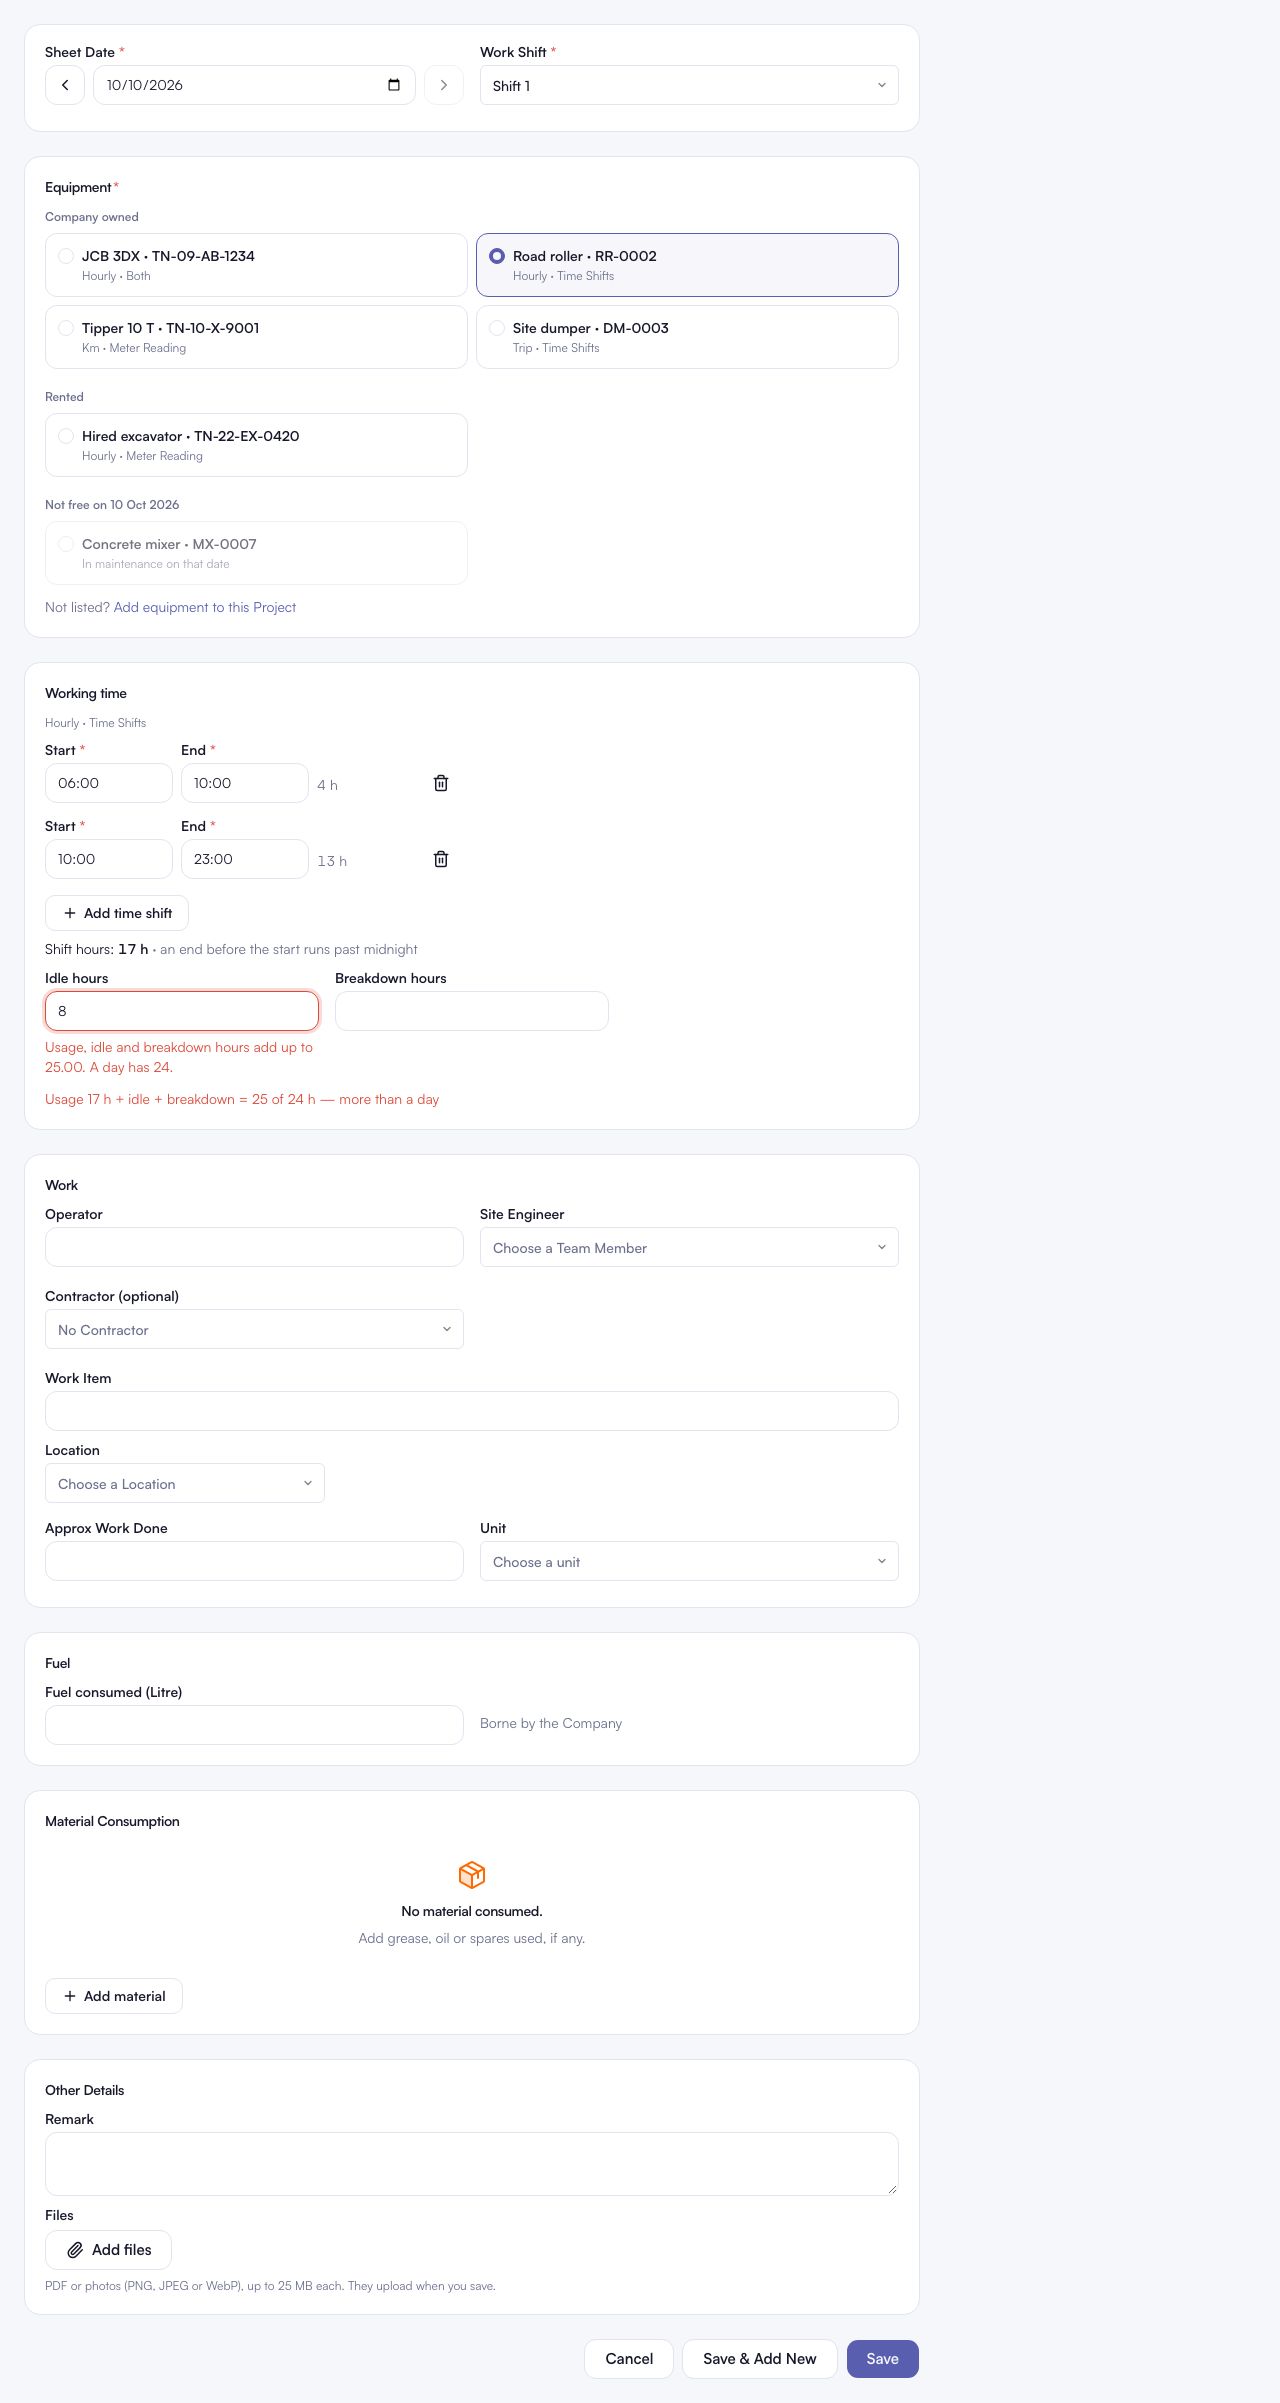 Sheet Date *
Work Shift *
10/10/2026
Shift 1
Equipment*
Company owned
JCB 3DX · TN-09-AB-1234
Hourly · Both
Road roller · RR-0002
Hourly · Time Shifts
Tipper 10 T · TN-10-X-9001
Km · Meter Reading
Site dumper · DM-0003
Trip · Time Shifts
Rented
Hired excavator · TN-22-EX-0420
Hourly · Meter Reading
Not free on 10 Oct 2026
Concrete mixer · MX-0007
In maintenance on that date
Not listed? Add equipment to this Project
Working time
Hourly · Time Shifts
Start *
End *
06:00
10:00
4 h
Start *
End *
10:00
23:00
13 h
Add time shift
Shift hours: 17 h · an end before the start runs past midnight
Idle hours
Breakdown hours
8
Usage, idle and breakdown hours add up to
25.00. A day has 24.
Usage 17 h + idle + breakdown = 25 of 24 h — more than a day
Work
Operator
Site Engineer
Choose a Team Member
Contractor (optional)
No Contractor
Work Item
Location
Choose a Location
Approx Work Done
Unit
Choose a unit
Fuel
Fuel consumed (Litre)
Borne by the Company
Material Consumption
No material consumed.
Add grease, oil or spares used, if any.
Add material
Other Details
Remark
Files
Add files
PDF or photos (PNG, JPEG or WebP), up to 25 MB each. They upload when you save.
Cancel
Save & Add New
Save